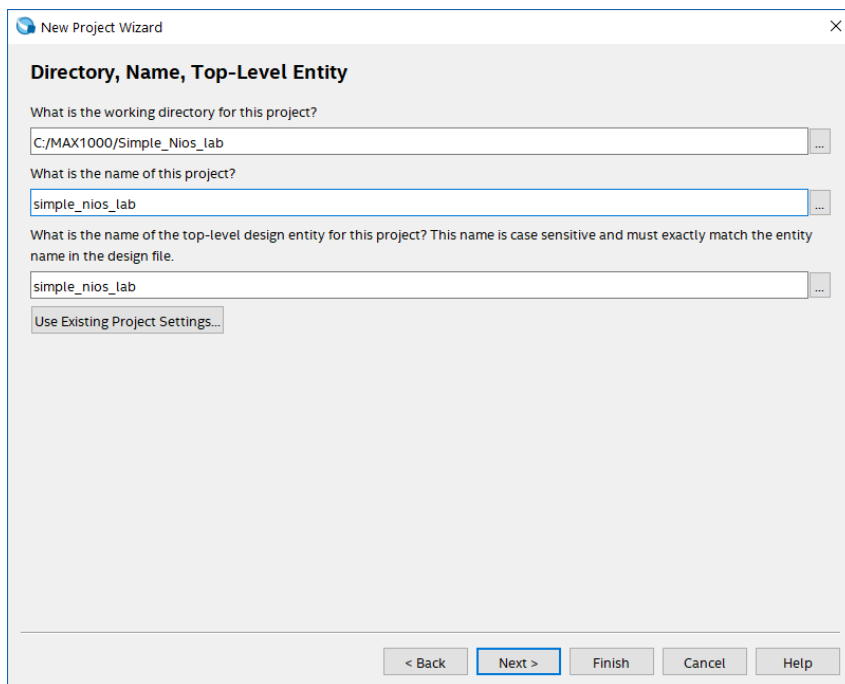 New Project Wizard
Directory, Name, Top-Level Entity
What is the working directory for this project?
C:/MAX1000/Simple_Nios_lab
...
What is the name of this project?
simple_nios_lab
...
What is the name of the top-level design entity for this project? This name is case sensitive and must exactly match the entity
name in the design file.
simple_nios_lab
...
Use Existing Project Settings...
< Back Next > Finish Cancel Help